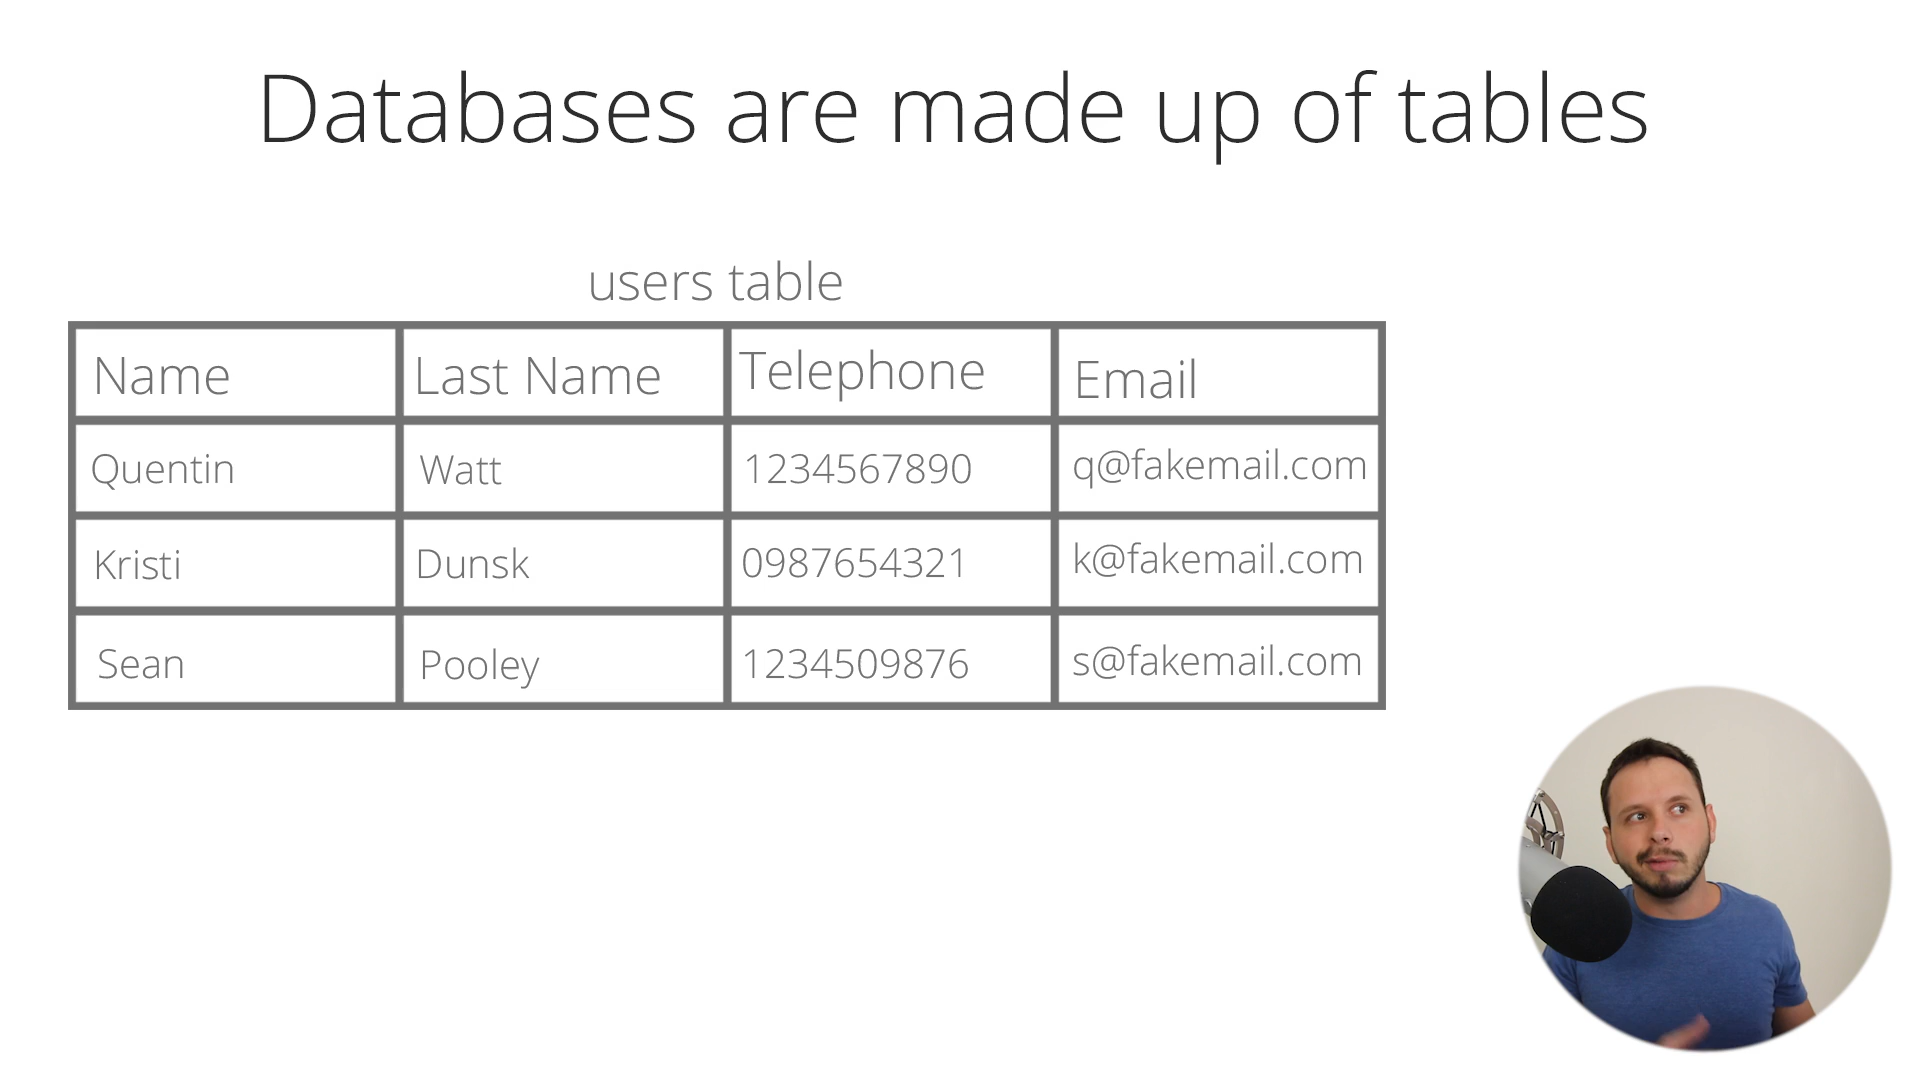 Databases are made up of tables
users table
Name Last Name Telephone Email
Quentin Watt 1234567890 q@fakemail.com
Kristi Dunsk 0987654321 k@fakemail.com
Sean Pooley 1234509876 s@fakemail.com